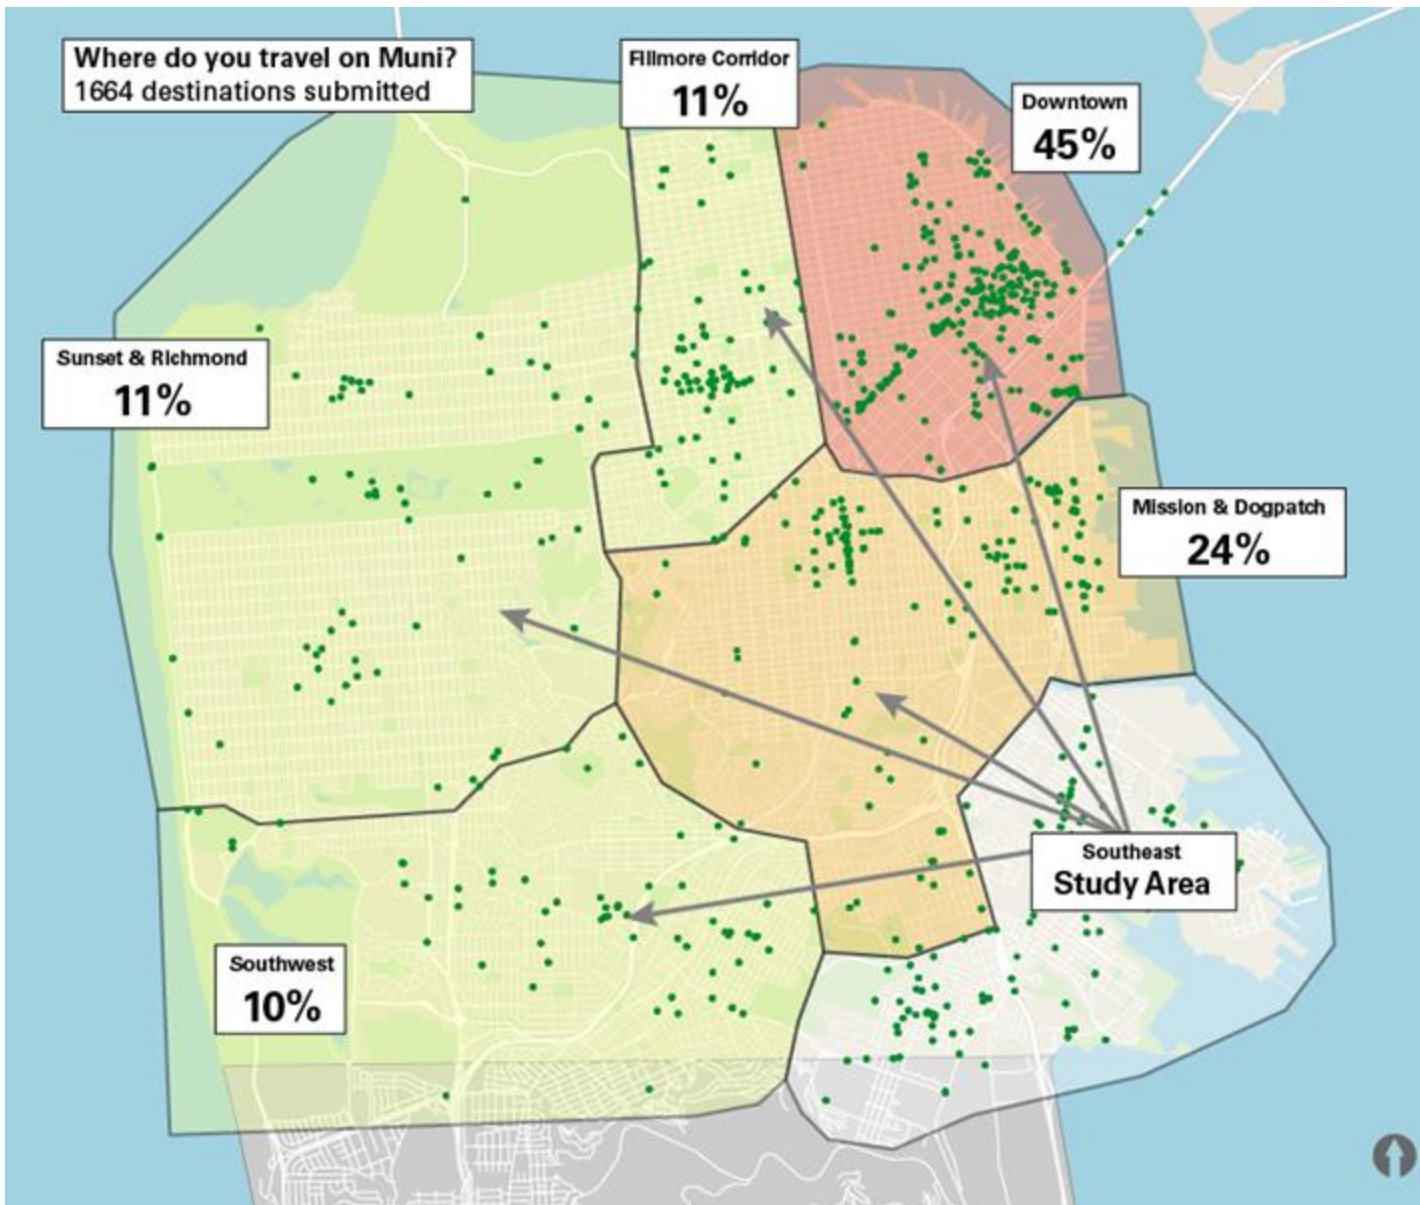 Where do you travel on Muni?
1664 destinations submitted
Fillmore Corridor
11%
Downtown
45%
Sunset & Richmond
11%
Mission & Dogpatch
24%
Southeast
Study Area
Southwest
10%